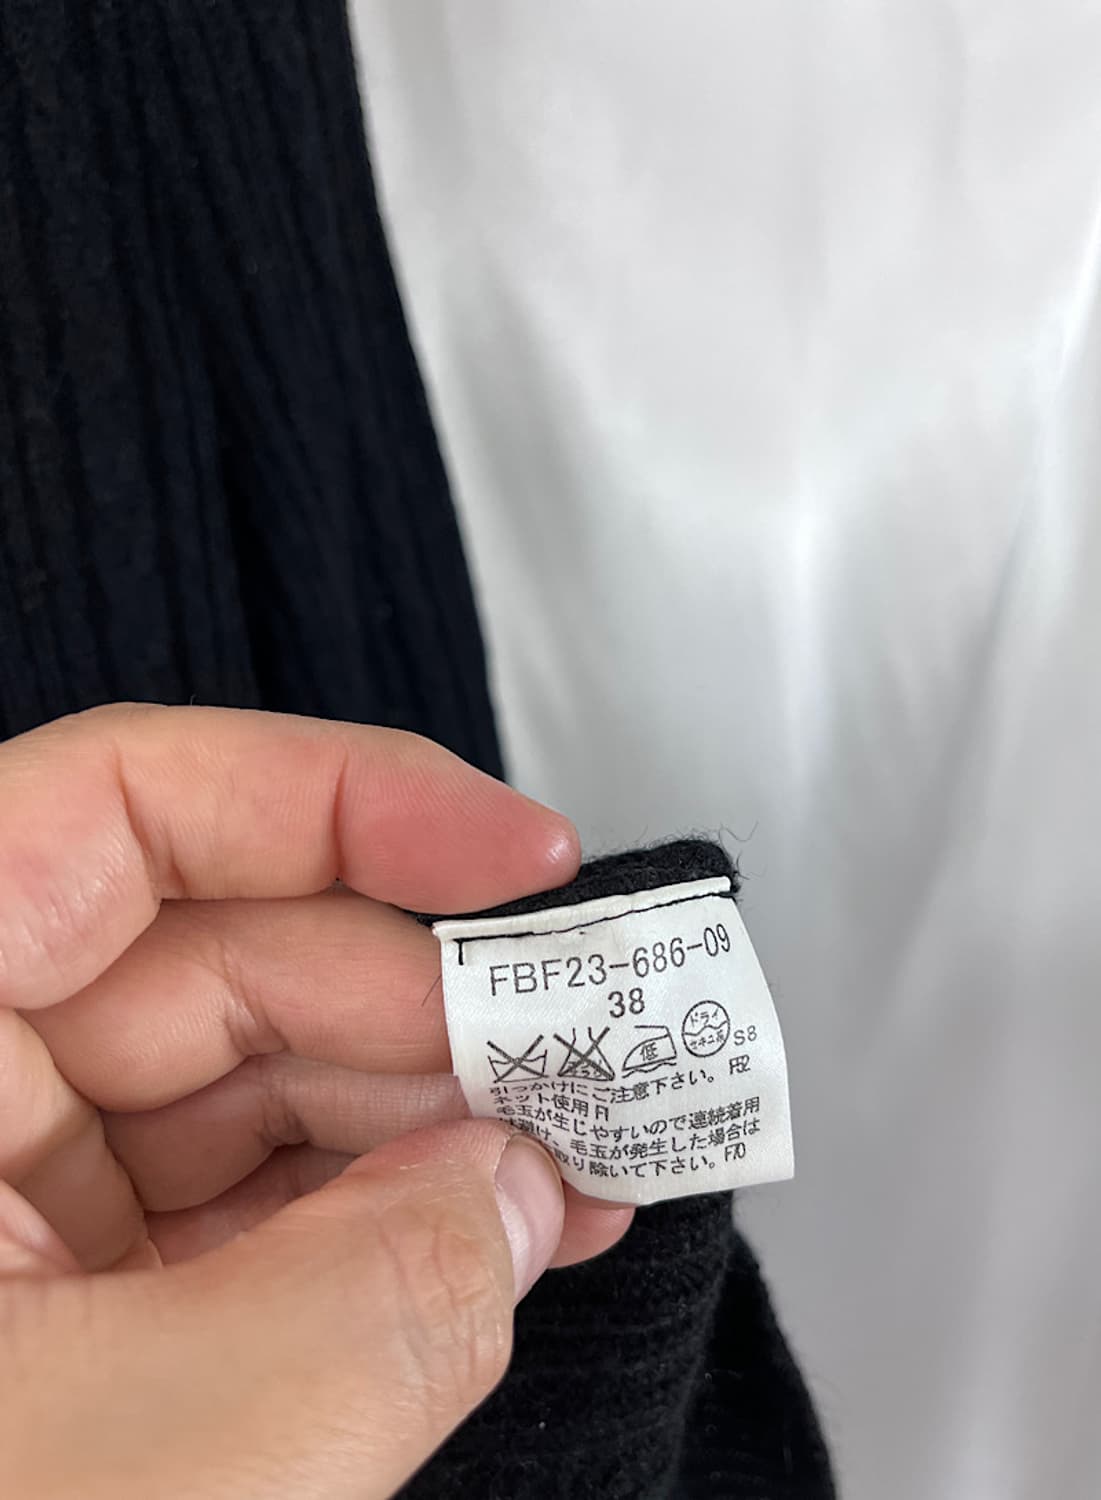 FBF23-686-09
38
ドライ
セキユ系
低
S8
引っかけにご注意下さい。 F52
ネット使用 F1
毛玉が生じやすいので連続着用
は避け、毛玉が発生した場合は
取り除いて下さい。F70